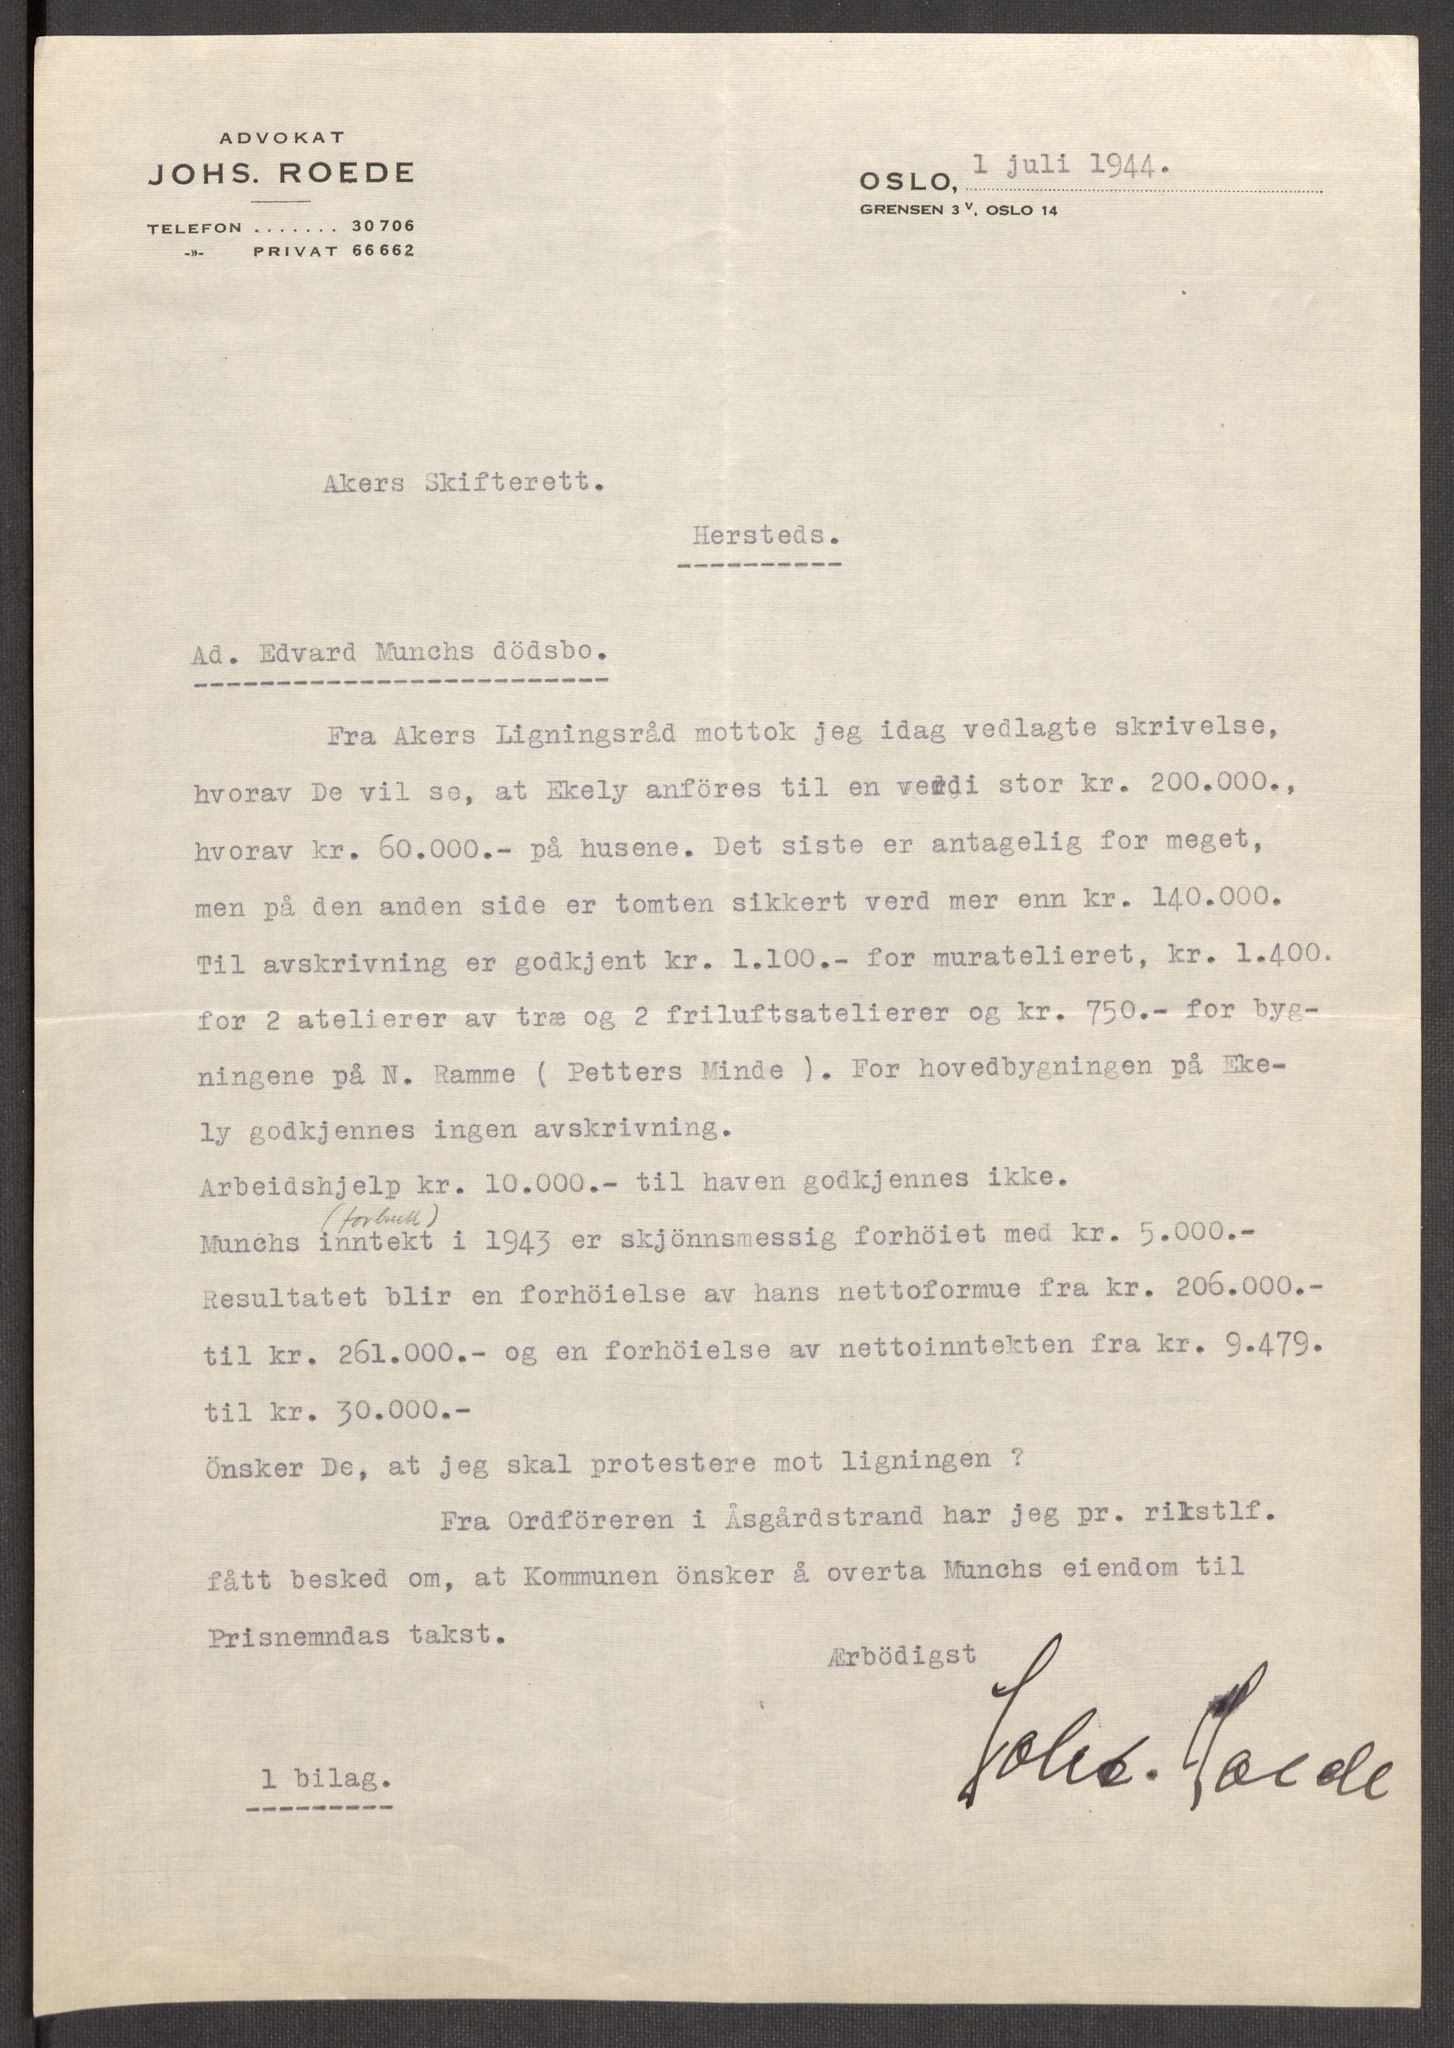 ADVOKAT
JOHS. ROEDE
TELEFON ....... 30706
-»- PRIVAT 66662
OSLO, 1 juli 1944.
GRENSEN 3 V, OSLO 14
Akers Skifterett.
Hersteds.
Ad. Edvard Munchs dödsbo.
Fra Akers Ligningsråd mottok jeg idag vedlagte skrivelse,
hvorav De vil se, at Ekely anföres til en verdi stor kr. 200.000.,
hvorav kr. 60.000.- på husene. Det siste er antagelig for meget,
men på den anden side er tomten sikkert verd mer enn kr. 140.000.
Til avskrivning er godkjent kr. 1.100.- for muratelieret, kr. 1.400.
for 2 atelierer av træ og 2 friluftsatelierer og kr. 750.- for byg-
ningene på N. Ramme ( Petters Minde ). For hovedbygningen på Eke-
ly godkjennes ingen avskrivning.
Arbeidshjelp kr. 10.000.- til haven godkjennes ikke.
(forbruk)
Munchs inntekt i 1943 er skjönnsmessig forhöiet med kr. 5.000.-
Resultatet blir en forhöielse av hans nettoformue fra kr. 206.000.-
til kr. 261.000.- og en forhöielse av nettoinntekten fra kr. 9.479.
til kr. 30.000.-
Önsker De, at jeg skal protestere mot ligningen ?
Fra Ordföreren i Åsgårdstrand har jeg pr. rikstlf.
fått besked om, at Kommunen önsker å overta Munchs eiendom til
Prisnemndas takst.
Ærbödigst
Johs. Roede
1 bilag.